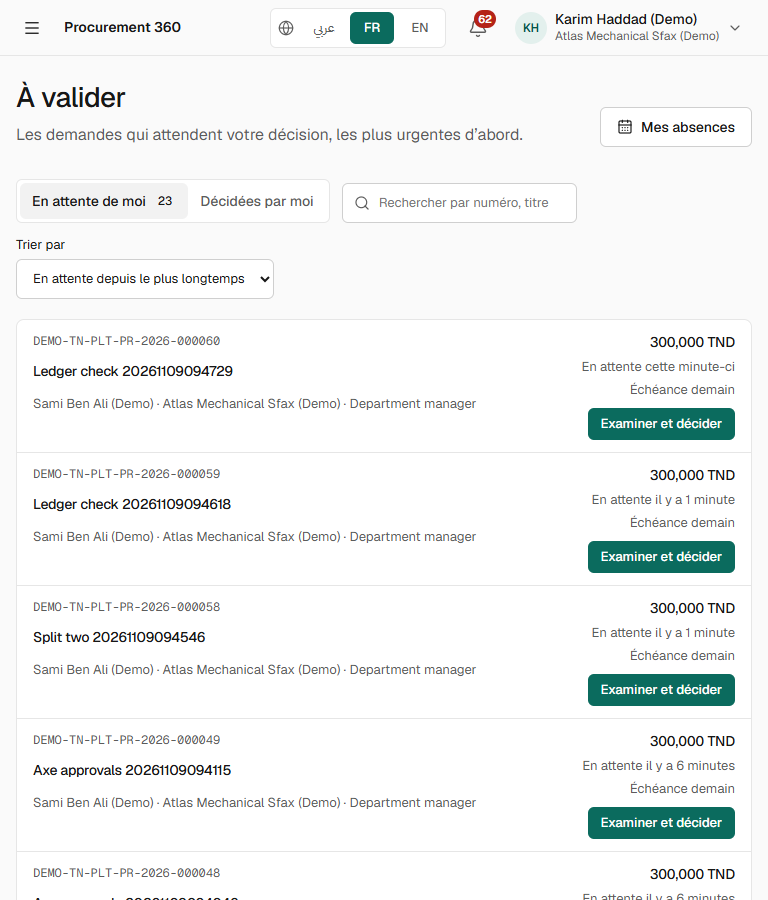 Procurement 360
عربي
FR
EN
62
KH
Karim Haddad (Demo)
Atlas Mechanical Sfax (Demo)
À valider
Les demandes qui attendent votre décision, les plus urgentes d’abord.
Mes absences
En attente de moi 23
Décidées par moi
Rechercher par numéro, titre
Trier par
En attente depuis le plus longtemps
DEMO-TN-PLT-PR-2026-000060
300,000 TND
Ledger check 20261109094729
En attente cette minute-ci
Échéance demain
Sami Ben Ali (Demo) · Atlas Mechanical Sfax (Demo) · Department manager
Examiner et décider
DEMO-TN-PLT-PR-2026-000059
300,000 TND
Ledger check 20261109094618
En attente il y a 1 minute
Échéance demain
Sami Ben Ali (Demo) · Atlas Mechanical Sfax (Demo) · Department manager
Examiner et décider
DEMO-TN-PLT-PR-2026-000058
300,000 TND
Split two 20261109094546
En attente il y a 1 minute
Échéance demain
Sami Ben Ali (Demo) · Atlas Mechanical Sfax (Demo) · Department manager
Examiner et décider
DEMO-TN-PLT-PR-2026-000049
300,000 TND
Axe approvals 20261109094115
En attente il y a 6 minutes
Échéance demain
Sami Ben Ali (Demo) · Atlas Mechanical Sfax (Demo) · Department manager
Examiner et décider
DEMO-TN-PLT-PR-2026-000048
300,000 TND
En attente il y a 6 minutes